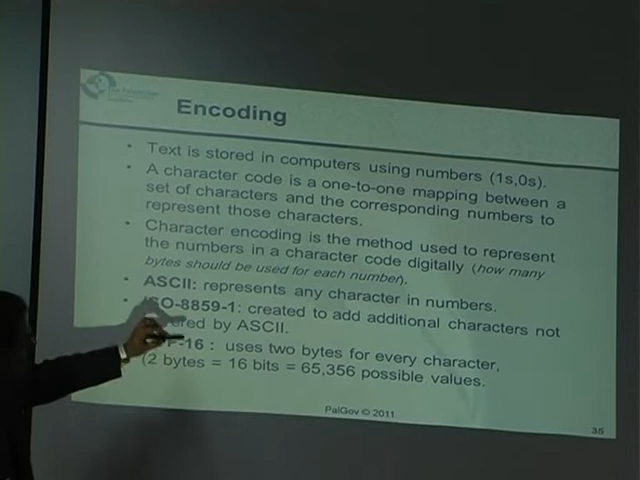 Encoding
• Text is stored in computers using numbers (1s,0s).
• A character code is a one-to-one mapping between a
set of characters and the corresponding numbers to
represent those characters.
• Character encoding is the method used to represent
the numbers in a character code digitally (how many
bytes should be used for each number).
• ASCII: represents any character in numbers.
• ISO-8859-1: created to add additional characters not
ered by ASCII.
F-16 : uses two bytes for every character,
(2 bytes = 16 bits = 65,356 possible values.
PalGov © 2011
35